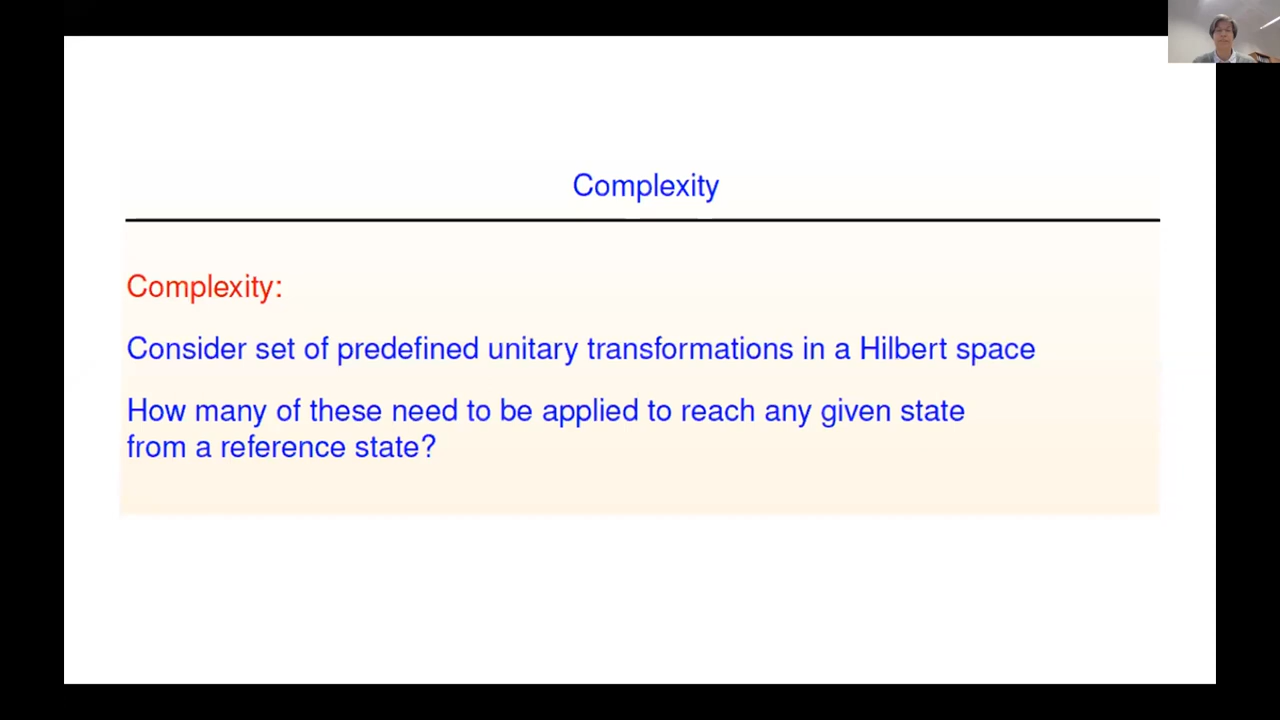 Complexity
Complexity:
Consider set of predefined unitary transformations in a Hilbert space
How many of these need to be applied to reach any given state
from a reference state?